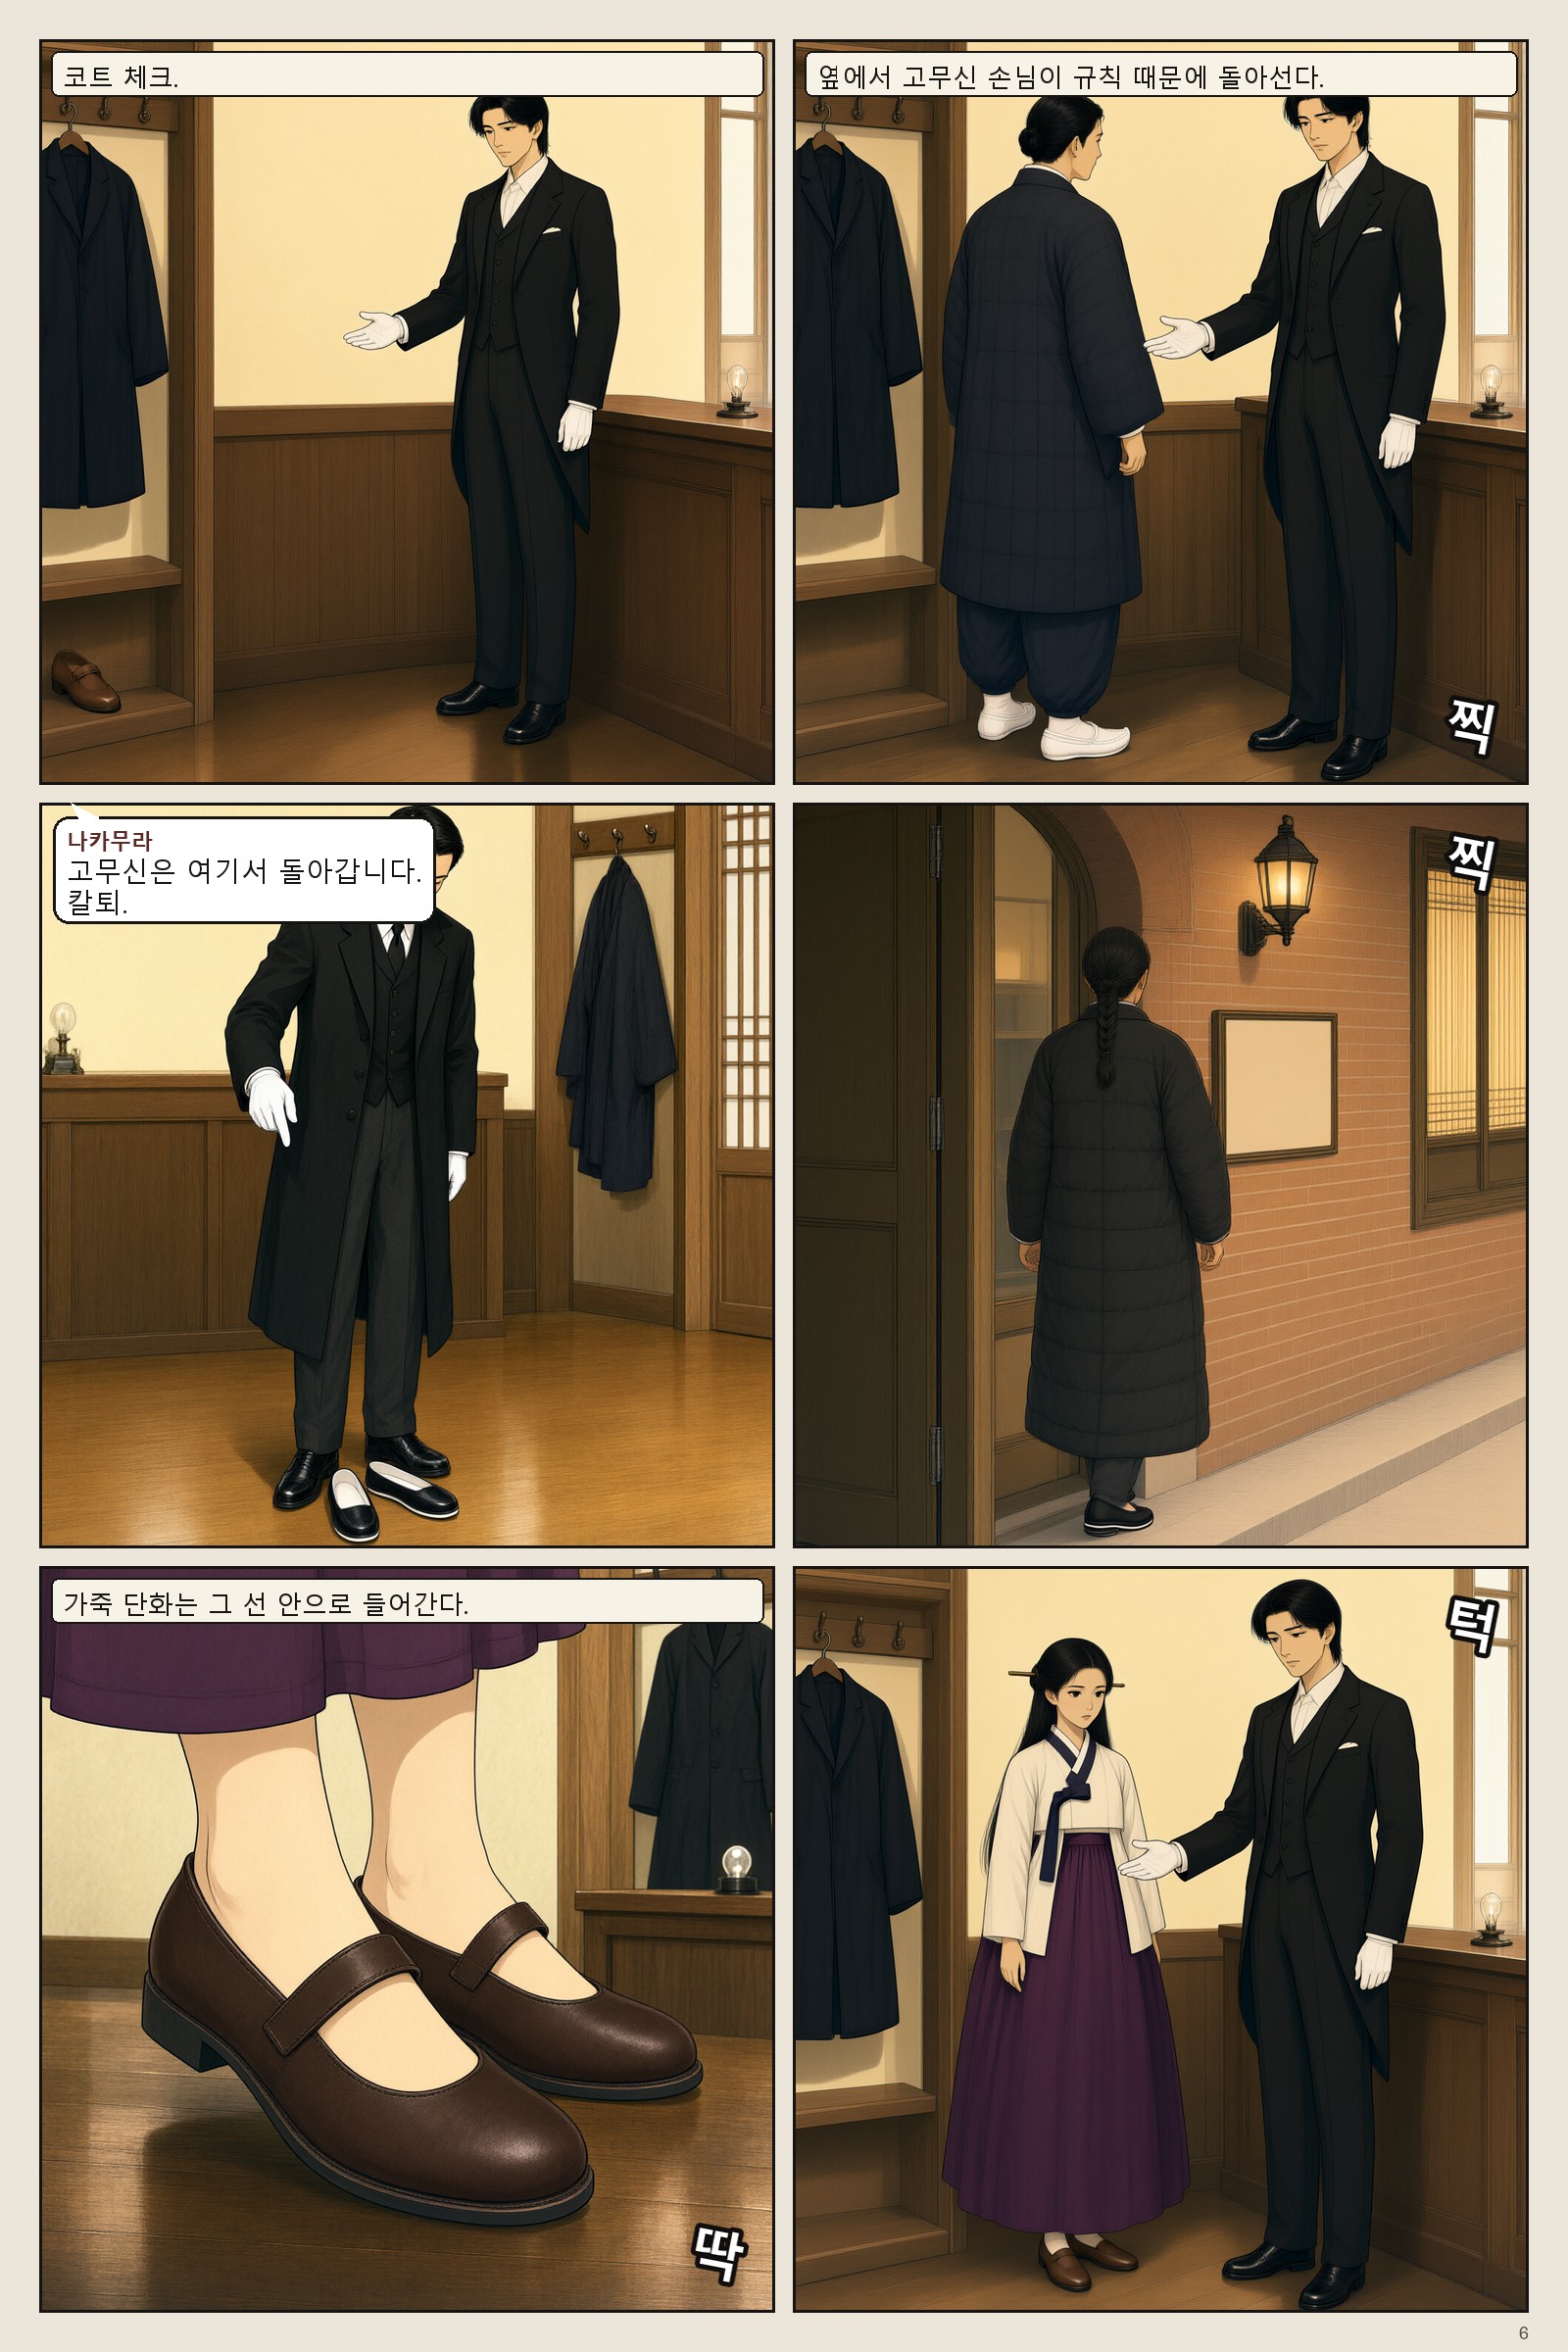 코트 체크.
옆에서 고무신 손님이 규칙 때문에 돌아선다.
찍
나카무라
고무신은 여기서 돌아갑니다.
칼퇴.
찍
가죽 단화는 그 선 안으로 들어간다.
딱
턱
6